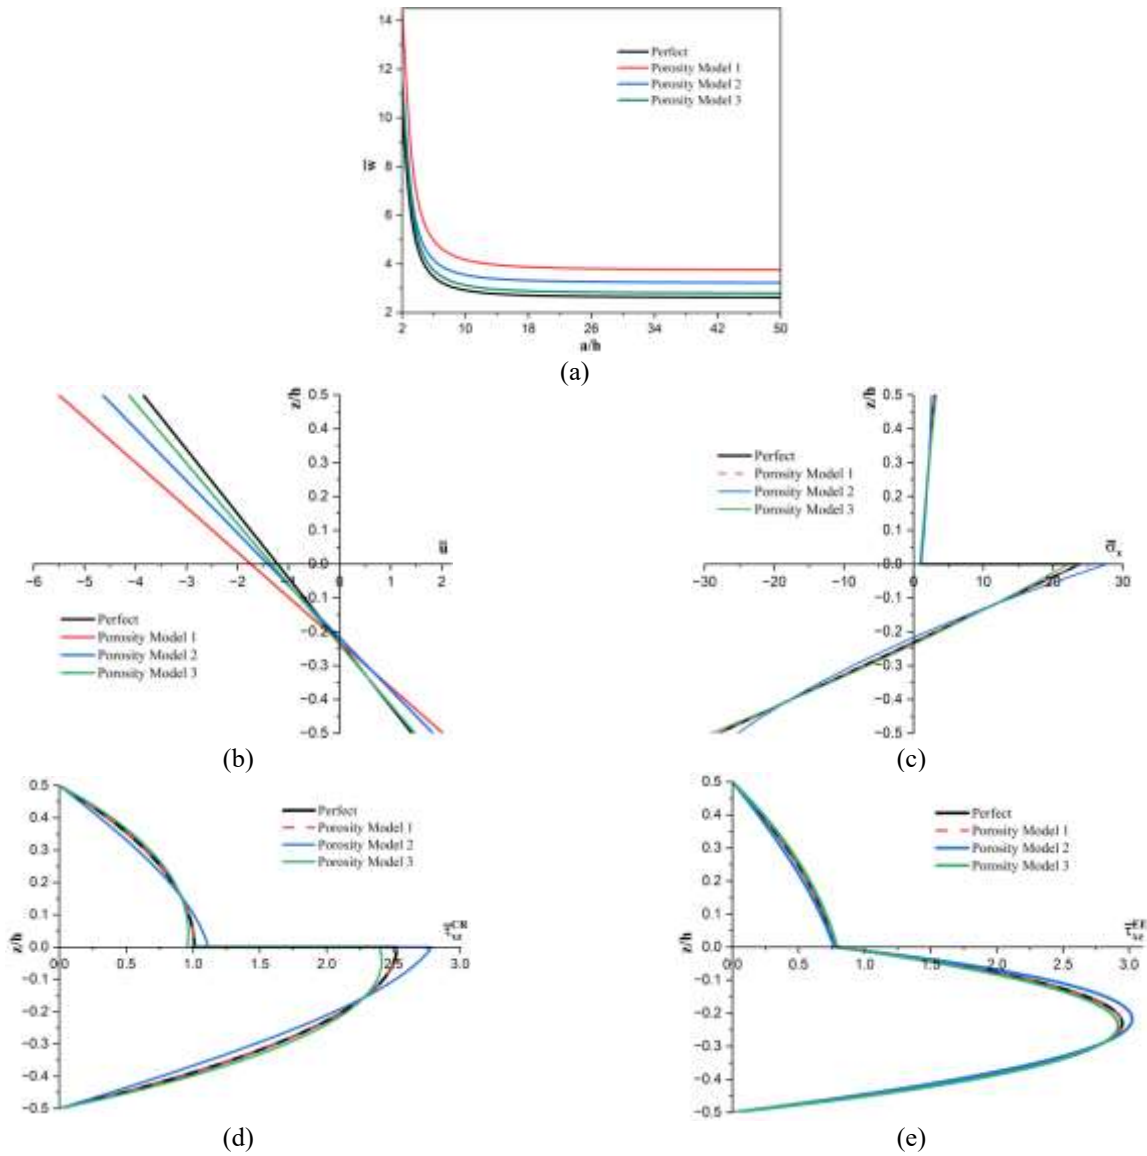 14
12
10
8
6
4
2
w̄
Perfect
Porosity Model 1
Porosity Model 2
Porosity Model 3
2 10 18 26 34 42 50
a/h
(a)
z/h
0.5
0.4
0.3
0.2
0.1
0.0
−0.1
−0.2
−0.3
−0.4
−0.5
−6 −5 −4 −3 −2 −1 0 1 2
Perfect
Porosity Model 1
Porosity Model 2
Porosity Model 3
(b)
z/h
0.5
0.4
0.3
0.2
0.1
0.0
−0.1
−0.2
−0.3
−0.4
−0.5
σ̄x
−30 −20 −10 0 10 20 30
Perfect
Porosity Model 1
Porosity Model 2
Porosity Model 3
(c)
z/h
0.5
0.4
0.3
0.2
0.1
0.0
−0.1
−0.2
−0.3
−0.4
−0.5
0.0 0.5 1.0 1.5 2.0 2.5 3.0
Perfect
Porosity Model 1
Porosity Model 2
Porosity Model 3
(d)
z/h
0.5
0.4
0.3
0.2
0.1
0.0
−0.1
−0.2
−0.3
−0.4
−0.5
0.0 0.5 1.0 1.5 2.0 2.5 3.0
Perfect
Porosity Model 1
Porosity Model 2
Porosity Model 3
(e)